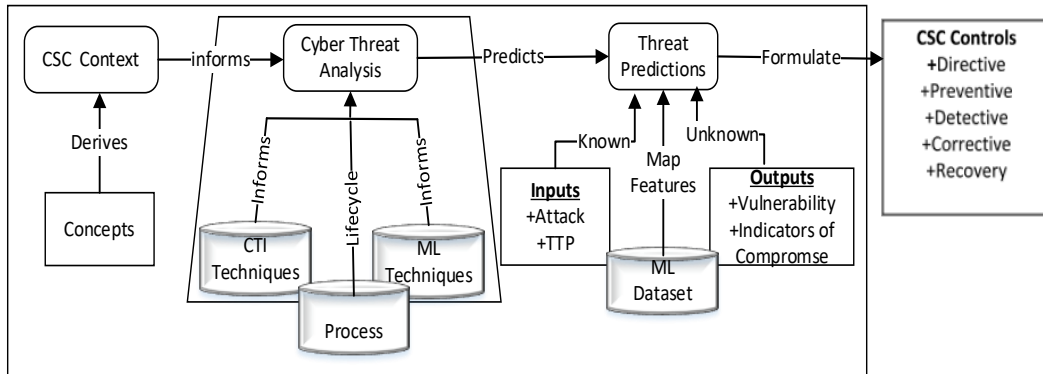 CSC Context
informs
Cyber Threat
Analysis
Predicts
Threat
Predictions
Formulate
CSC Controls
+Directive
+Preventive
+Detective
+Corrective
+Recovery
Derives
Concepts
Informs
Lifecycle
Informs
CTI
Techniques
ML
Techniques
Process
Known
Map
Features
Unknown
Inputs
+Attack
+TTP
ML
Dataset
Outputs
+Vulnerability
+Indicators of
Compromse